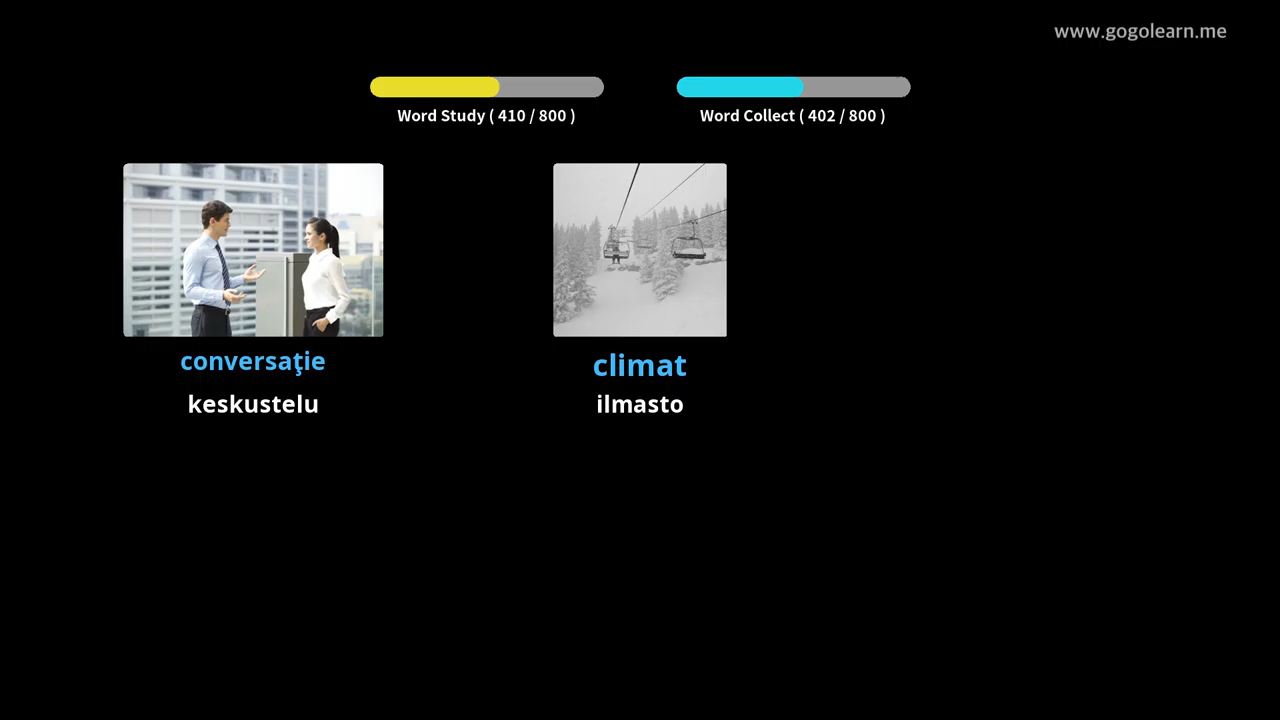 www.gogolearn.me
Word Study ( 410 / 800 )
Word Collect ( 402 / 800 )
conversaţie
keskustelu
climat
ilmasto